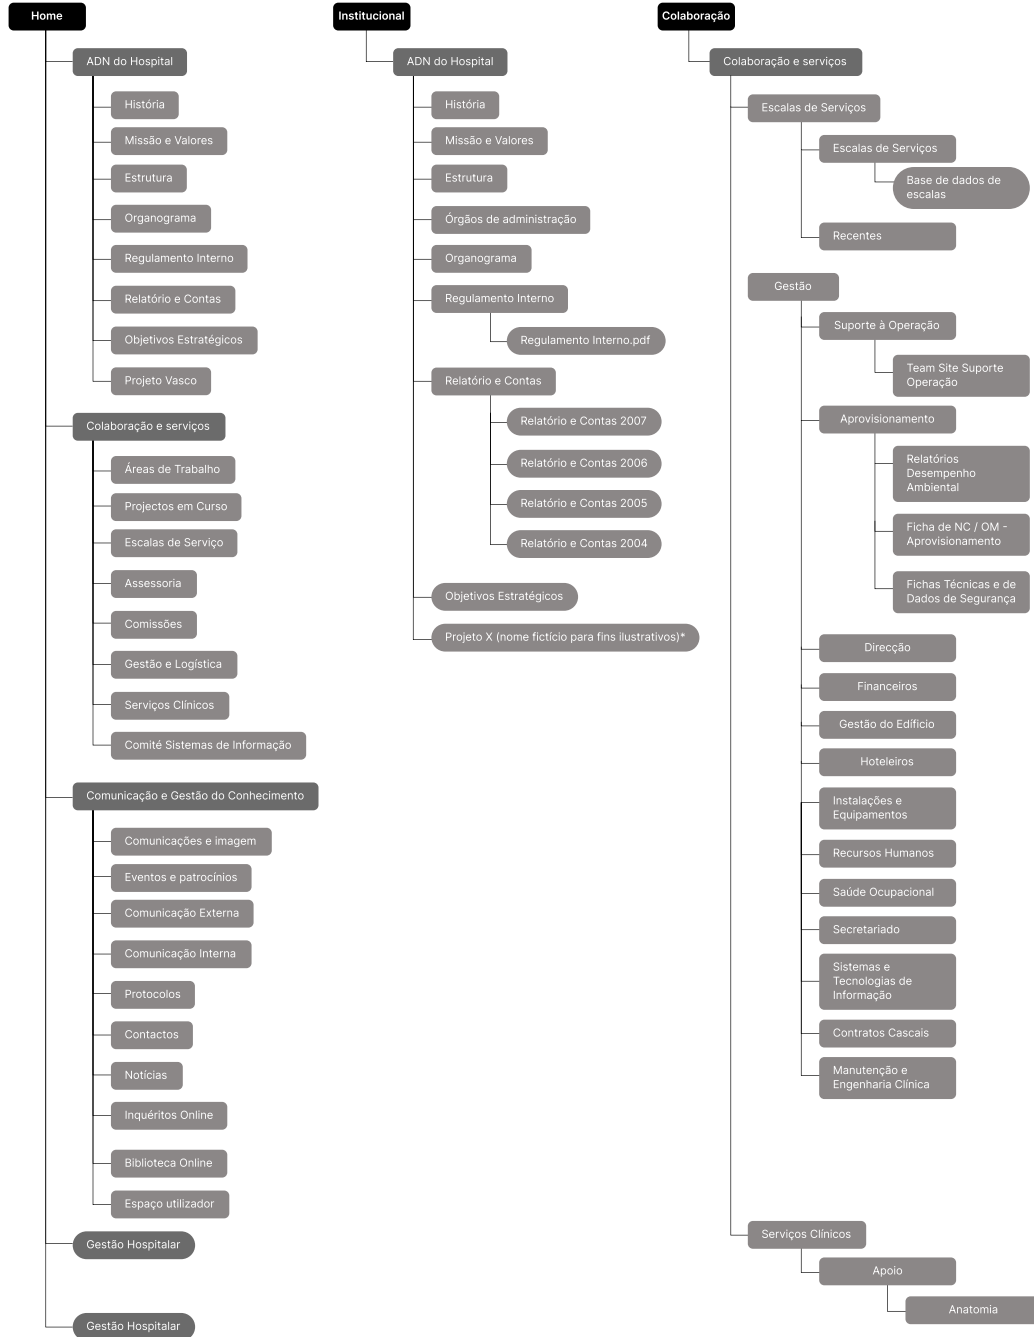 Home
ADN do Hospital
História
Missão e Valores
Estrutura
Organograma
Regulamento Interno
Relatório e Contas
Objetivos Estratégicos
Projeto Vasco
Colaboração e serviços
Áreas de Trabalho
Projectos em Curso
Escalas de Serviço
Assessoria
Comissões
Gestão e Logística
Serviços Clínicos
Comité Sistemas de Informação
Comunicação e Gestão do Conhecimento
Comunicações e imagem
Eventos e patrocínios
Comunicação Externa
Comunicação Interna
Protocolos
Contactos
Notícias
Inquéritos Online
Biblioteca Online
Espaço utilizador
Gestão Hospitalar
Gestão Hospitalar
Institucional
ADN do Hospital
História
Missão e Valores
Estrutura
Órgãos de administração
Organograma
Regulamento Interno
Regulamento Interno.pdf
Relatório e Contas
Relatório e Contas 2007
Relatório e Contas 2006
Relatório e Contas 2005
Relatório e Contas 2004
Objetivos Estratégicos
Projeto X (nome fictício para fins ilustrativos)*
Colaboração
Colaboração e serviços
Escalas de Serviços
Escalas de Serviços
Base de dados de
escalas
Recentes
Gestão
Suporte à Operação
Team Site Suporte
Operação
Aprovisionamento
Relatórios
Desempenho
Ambiental
Ficha de NC / OM -
Aprovisionamento
Fichas Técnicas e de
Dados de Segurança
Direcção
Financeiros
Gestão do Edíficio
Hoteleiros
Instalações e
Equipamentos
Recursos Humanos
Saúde Ocupacional
Secretariado
Sistemas e
Tecnologias de
Informação
Contratos Cascais
Manutenção e
Engenharia Clínica
Serviços Clínicos
Apoio
Anatomia